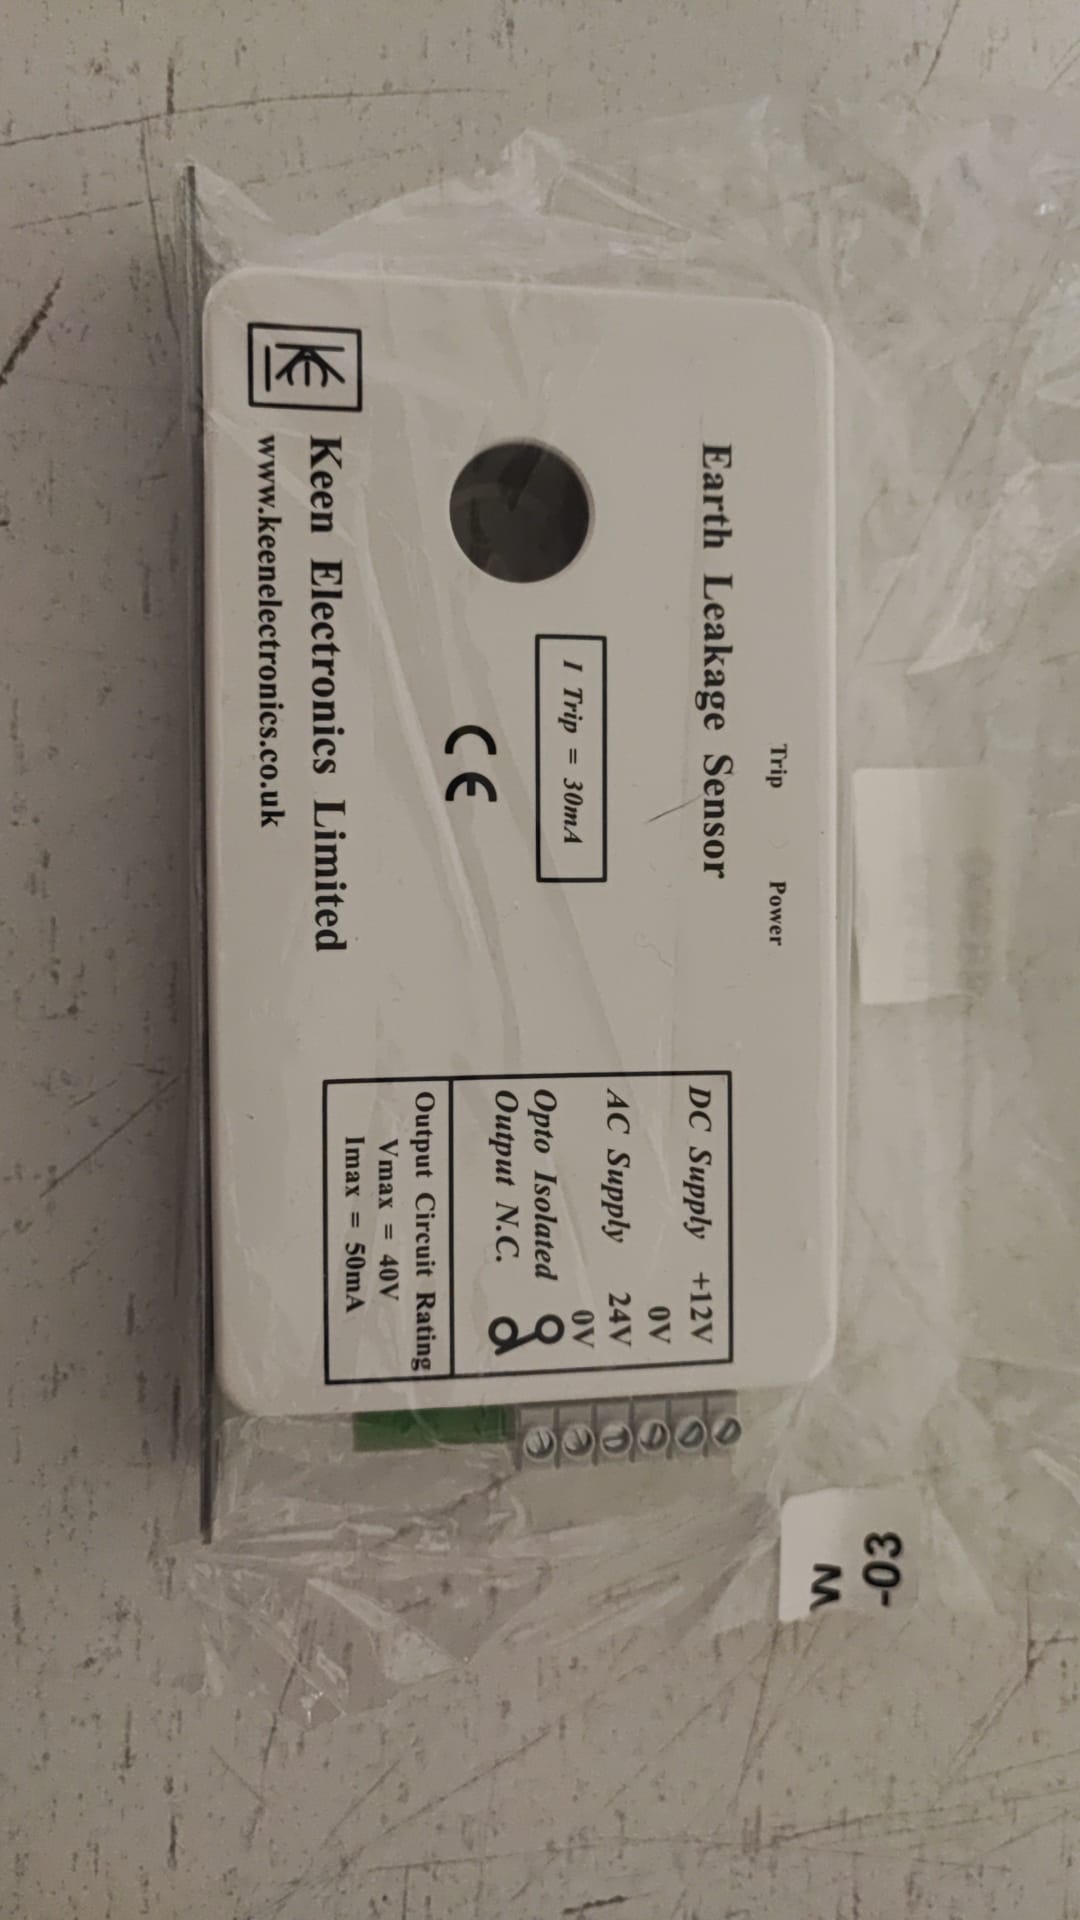 Trip Power
Earth Leakage Sensor
I Trip = 30mA
CE
KE
Keen Electronics Limited
www.keenelectronics.co.uk
DC Supply +12V
0V
AC Supply 24V
0V
Opto Isolated
Output N.C.
Output Circuit Rating
Vmax = 40V
Imax = 50mA
03-
W